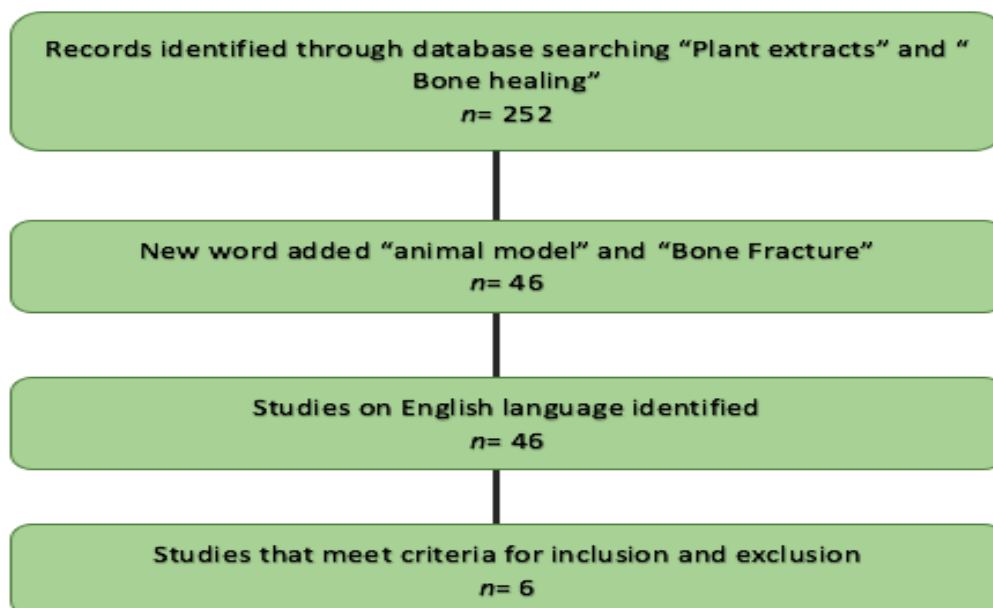 Records identified through database searching “Plant extracts” and “
Bone healing”
n= 252
New word added “animal model” and “Bone Fracture”
n= 46
Studies on English language identified
n= 46
Studies that meet criteria for inclusion and exclusion
n= 6